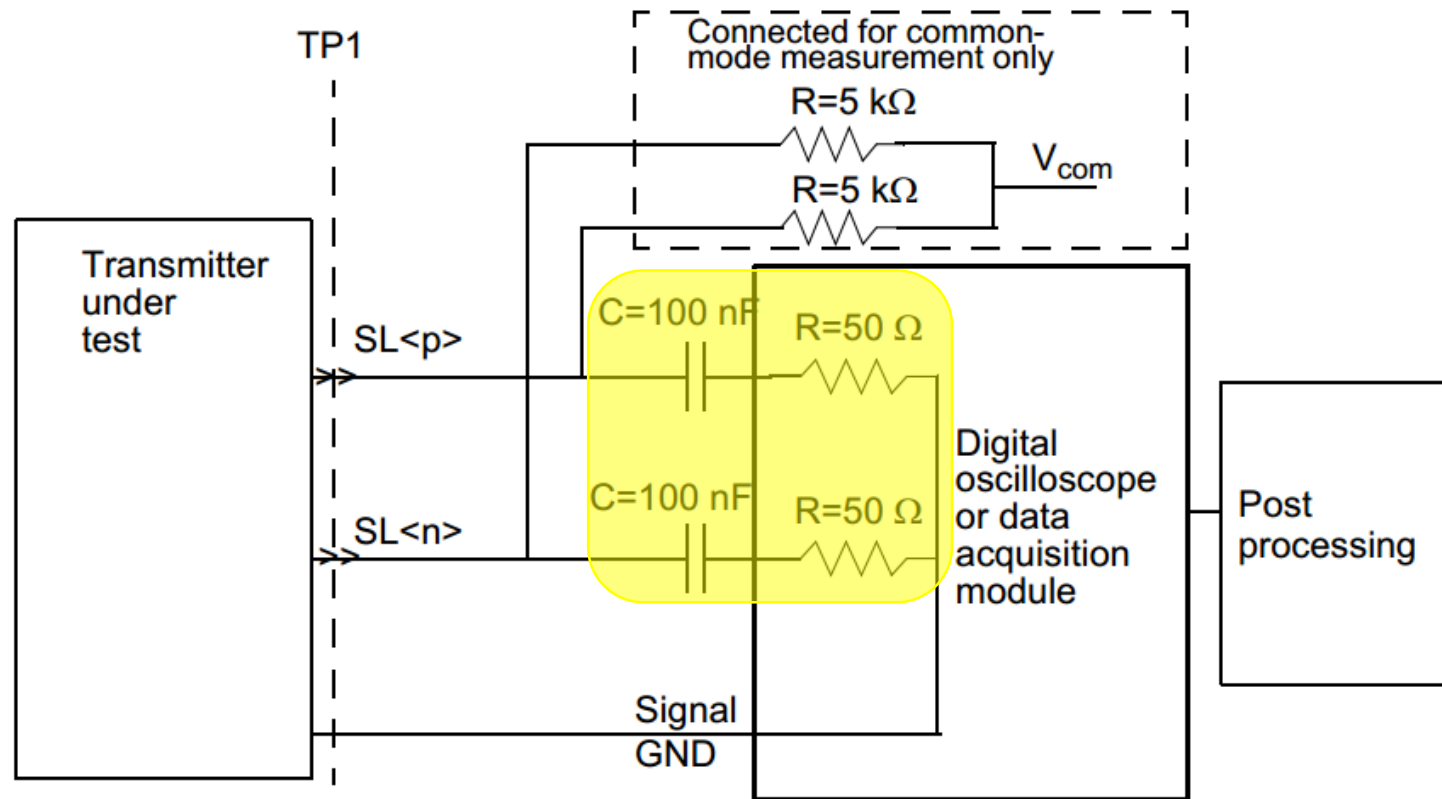 Connected for common-
mode measurement only
TP1
R=5 kΩ
Vcom
R=5 kΩ
Transmitter
under
test
C=100 nF
R=50 Ω
SL<p>
Digital
oscilloscope
or data
acquisition
module
C=100 nF
R=50 Ω
SL<n>
Post
processing
Signal
GND